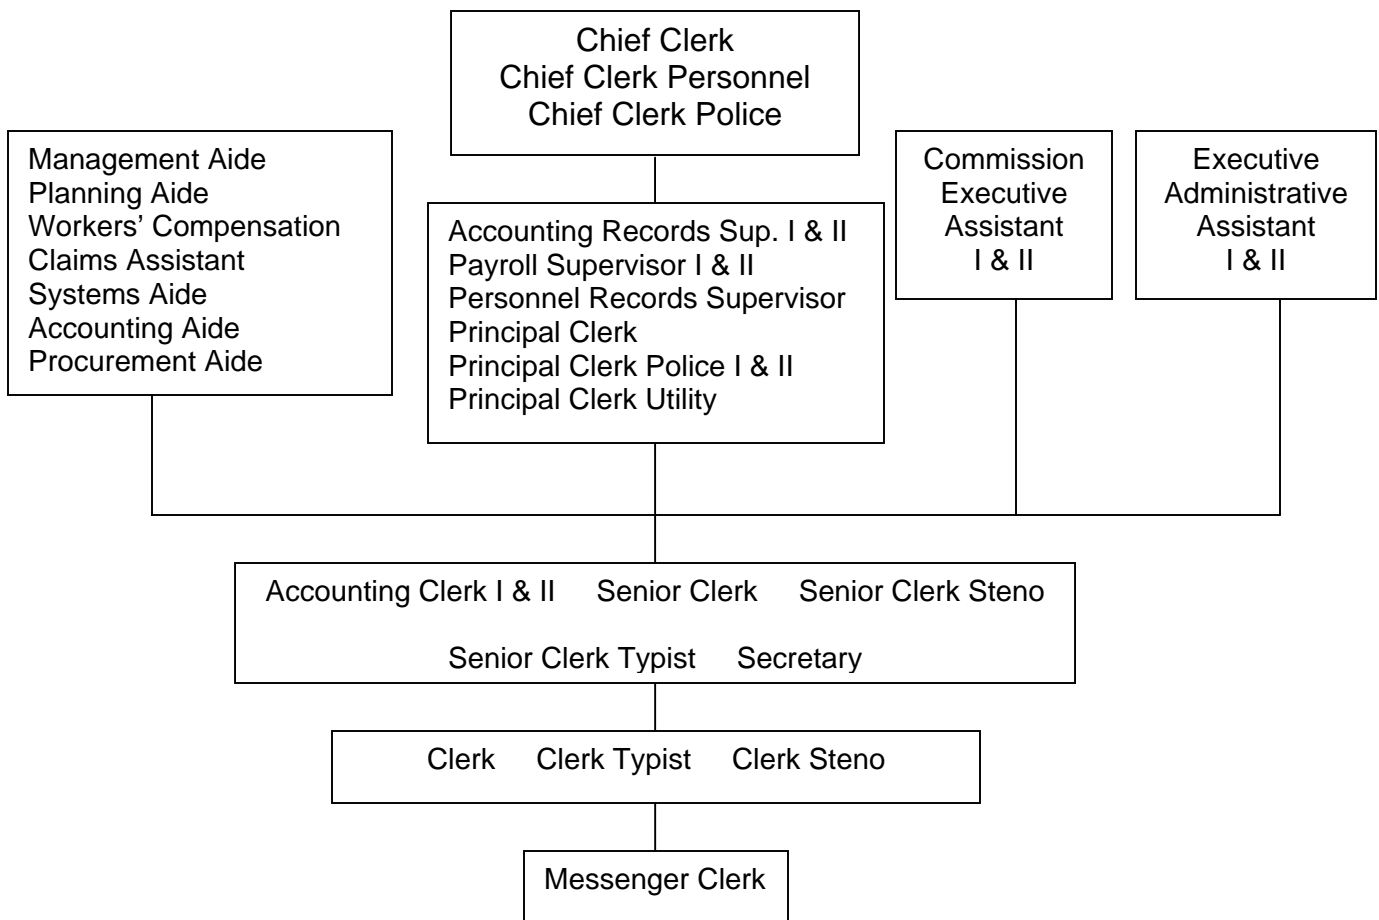 Chief Clerk
Chief Clerk Personnel
Chief Clerk Police
Management Aide
Planning Aide
Workers’ Compensation
Claims Assistant
Systems Aide
Accounting Aide
Procurement Aide
Accounting Records Sup. I & II
Payroll Supervisor I & II
Personnel Records Supervisor
Principal Clerk
Principal Clerk Police I & II
Principal Clerk Utility
Commission
Executive
Assistant
I & II
Executive
Administrative
Assistant
I & II
Accounting Clerk I & II Senior Clerk Senior Clerk Steno
Senior Clerk Typist Secretary
Clerk Clerk Typist Clerk Steno
Messenger Clerk